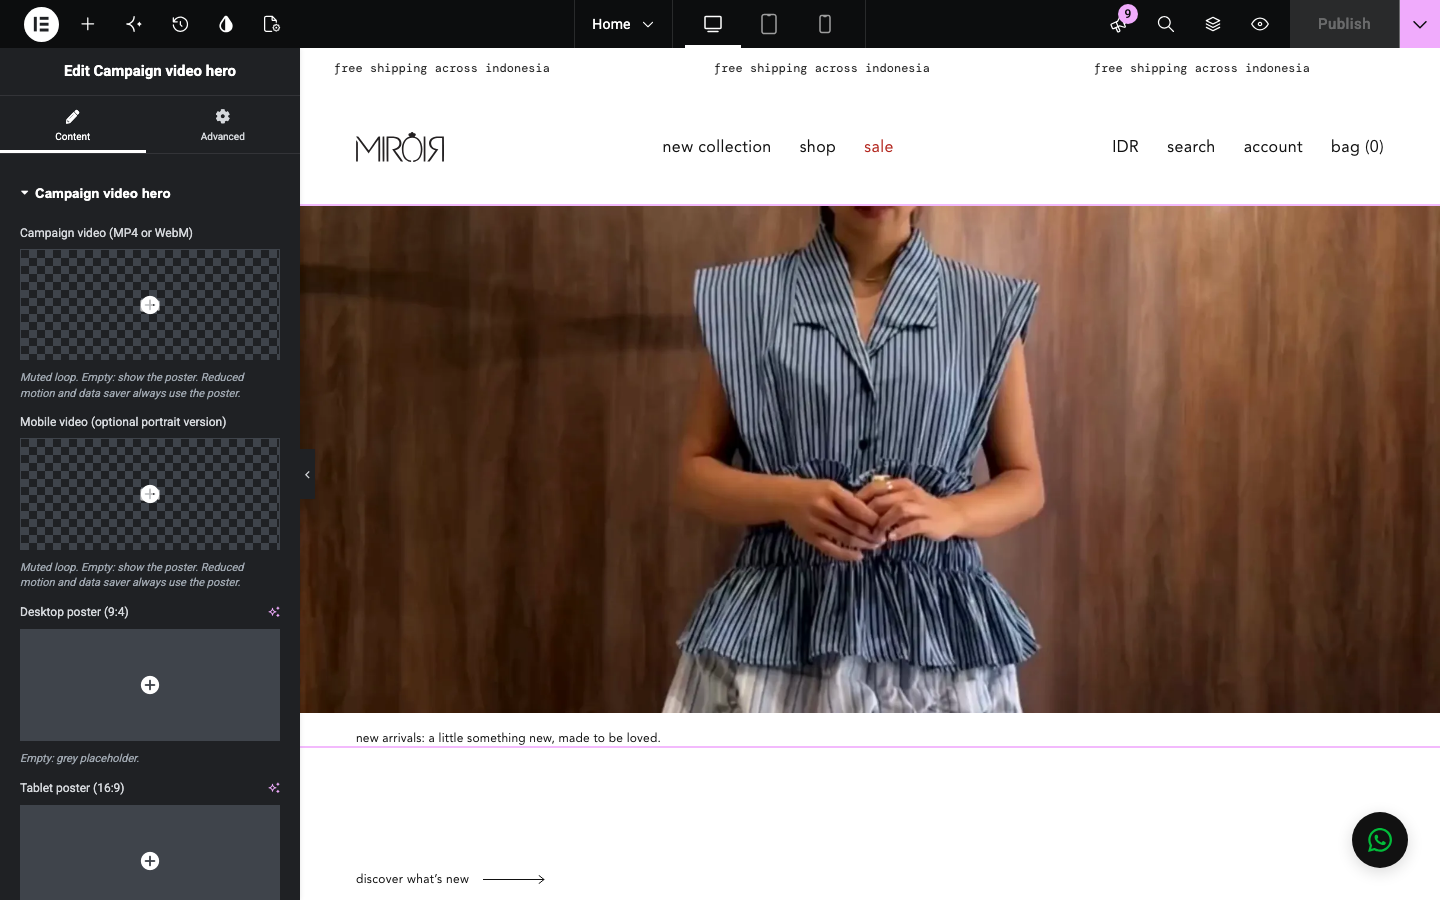 Home
9
Publish
Edit Campaign video hero
Content
Advanced
Campaign video hero
Campaign video (MP4 or WebM)
Muted loop. Empty: show the poster. Reduced
motion and data saver always use the poster.
Mobile video (optional portrait version)
Muted loop. Empty: show the poster. Reduced
motion and data saver always use the poster.
Desktop poster (9:4)
Empty: grey placeholder.
Tablet poster (16:9)
free shipping across indonesia
free shipping across indonesia
free shipping across indonesia
MIROIR
new collection
shop
sale
IDR
search
account
bag (0)
new arrivals: a little something new, made to be loved.
discover what’s new